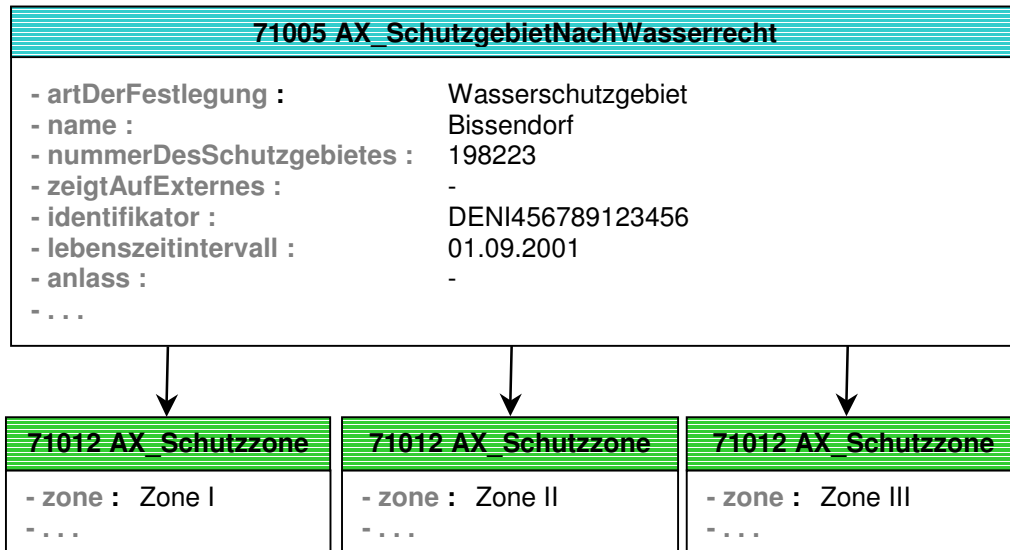 71005 AX_SchutzgebietNachWasserrecht
- artDerFestlegung : Wasserschutzgebiet
- name : Bissendorf
- nummerDesSchutzgebietes : 198223
- zeigtAufExternes : -
- identifikator : DENI456789123456
- lebenszeitintervall : 01.09.2001
- anlass : -
- . . .
71012 AX_Schutzzone
- zone : Zone I
- . . .
71012 AX_Schutzzone
- zone : Zone II
- . . .
71012 AX_Schutzzone
- zone : Zone III
- . . .